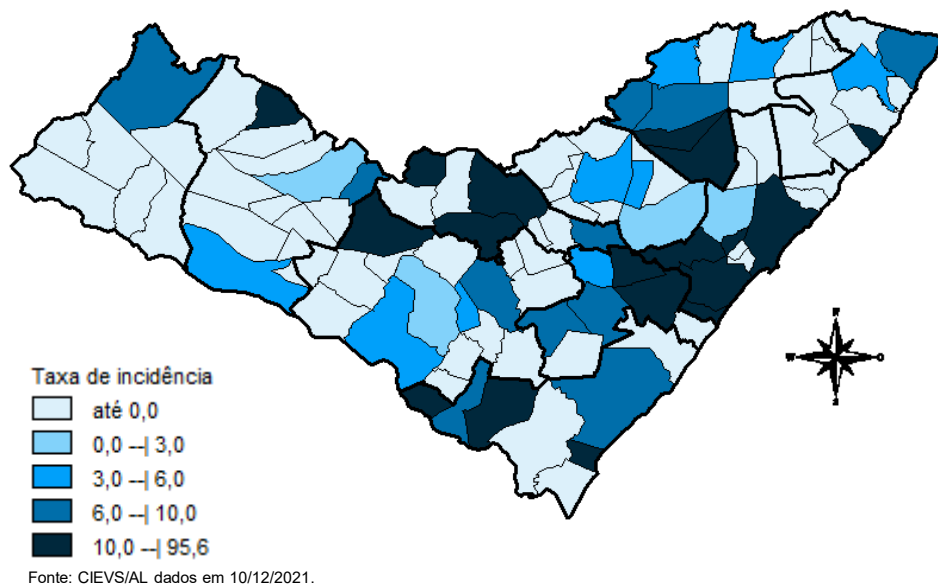 N
W
O
S
Taxa de incidência
até 0,0
0,0 --| 3,0
3,0 --| 6,0
6,0 --| 10,0
10,0 --| 95,6
Fonte: CIEVS/AL dados em 10/12/2021.